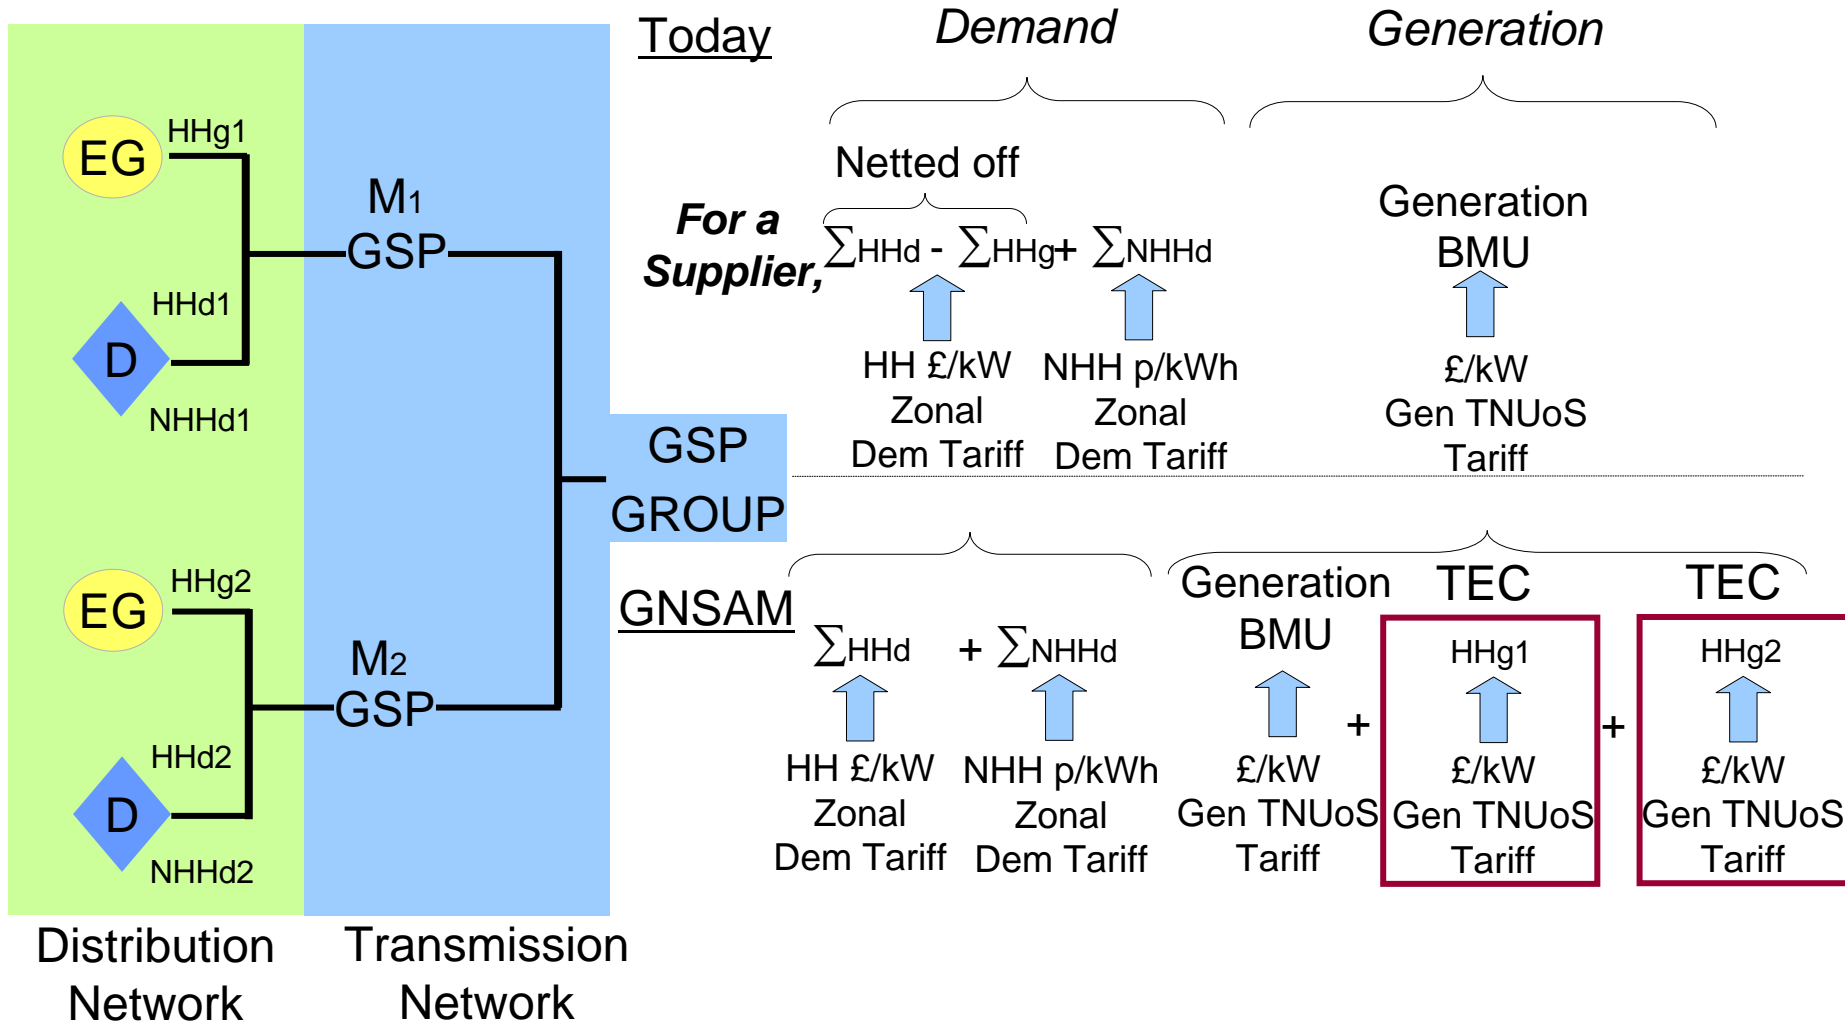 Today
Demand
Generation
EG
HHg1
HHd1
D
NHHd1
M1
GSP
Netted off
For a
Supplier,
∑HHd - ∑HHg + ∑NHHd
HH £/kW
Zonal
Dem Tariff
NHH p/kWh
Zonal
Dem Tariff
Generation
BMU
£/kW
Gen TNUoS
Tariff
GSP
GROUP
EG
HHg2
HHd2
D
NHHd2
M2
GSP
GNSAM
∑HHd + ∑NHHd
HH £/kW
Zonal
Dem Tariff
NHH p/kWh
Zonal
Dem Tariff
Generation
BMU
£/kW
Gen TNUoS
Tariff
+
TEC
HHg1
£/kW
Gen TNUoS
Tariff
+
TEC
HHg2
£/kW
Gen TNUoS
Tariff
Distribution
Network
Transmission
Network